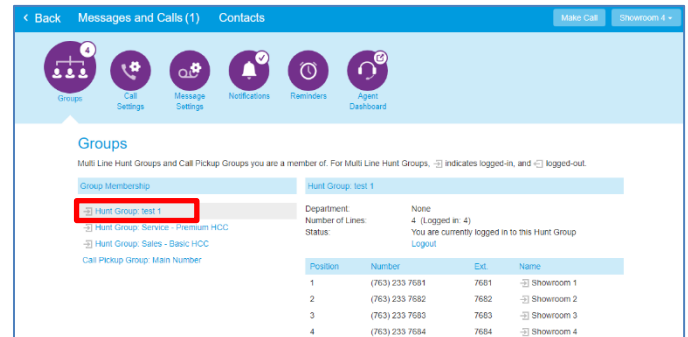 < Back Messages and Calls (1) Contacts Make Call Showroom 4
4
Groups
Call Settings
Message Settings
Notifications
Reminders
Agent Dashboard
Groups
Multi Line Hunt Groups and Call Pickup Groups you are a member of. For Multi Line Hunt Groups, indicates logged-in, and logged-out.
Group Membership
Hunt Group: test 1
Hunt Group: Service - Premium HCC
Hunt Group: Sales - Basic HCC
Call Pickup Group: Main Number
Hunt Group: test 1
Department: None
Number of Lines: 4 (Logged in: 4)
Status: You are currently logged in to this Hunt Group
Logout
Position Number Ext. Name
1 (763) 233 7681 7681 Showroom 1
2 (763) 233 7682 7682 Showroom 2
3 (763) 233 7683 7683 Showroom 3
4 (763) 233 7684 7684 Showroom 4